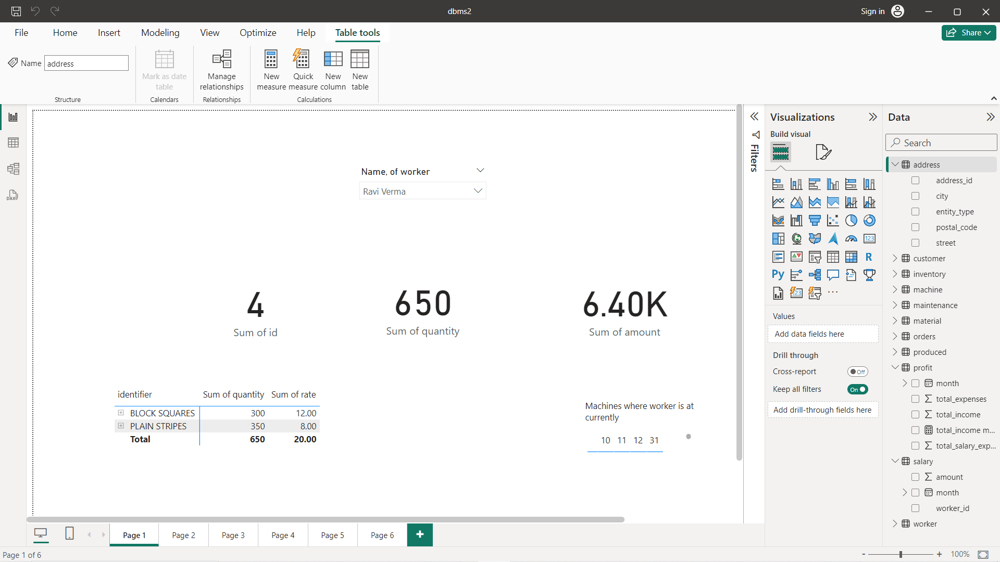 dbms2
Sign in
File Home Insert Modeling View Optimize Help Table tools
Share
Name address
Mark as date table
Manage relationships
New measure
Quick measure
New column
New table
Structure Calendars Relationships Calculations
Name, of worker
Ravi Verma
4
Sum of id
650
Sum of quantity
6.40K
Sum of amount
identifier Sum of quantity Sum of rate
BLOCK SQUARES 300 12.00
PLAIN STRIPES 350 8.00
Total 650 20.00
Machines where worker is at
currently
10 11 12 31
Filters
Visualizations
Build visual
123
R
Py
123
...
Values
Add data fields here
Drill through
Cross-report Off
Keep all filters On
Add drill-through fields here
Data
Search
address
address_id
city
entity_type
postal_code
street
customer
inventory
machine
maintenance
material
orders
produced
profit
month
total_expenses
total_income
total_income m...
total_salary_exp...
salary
amount
month
worker_id
worker
DAX
Page 1 Page 2 Page 3 Page 4 Page 5 Page 6 +
Page 1 of 6
- + 100%